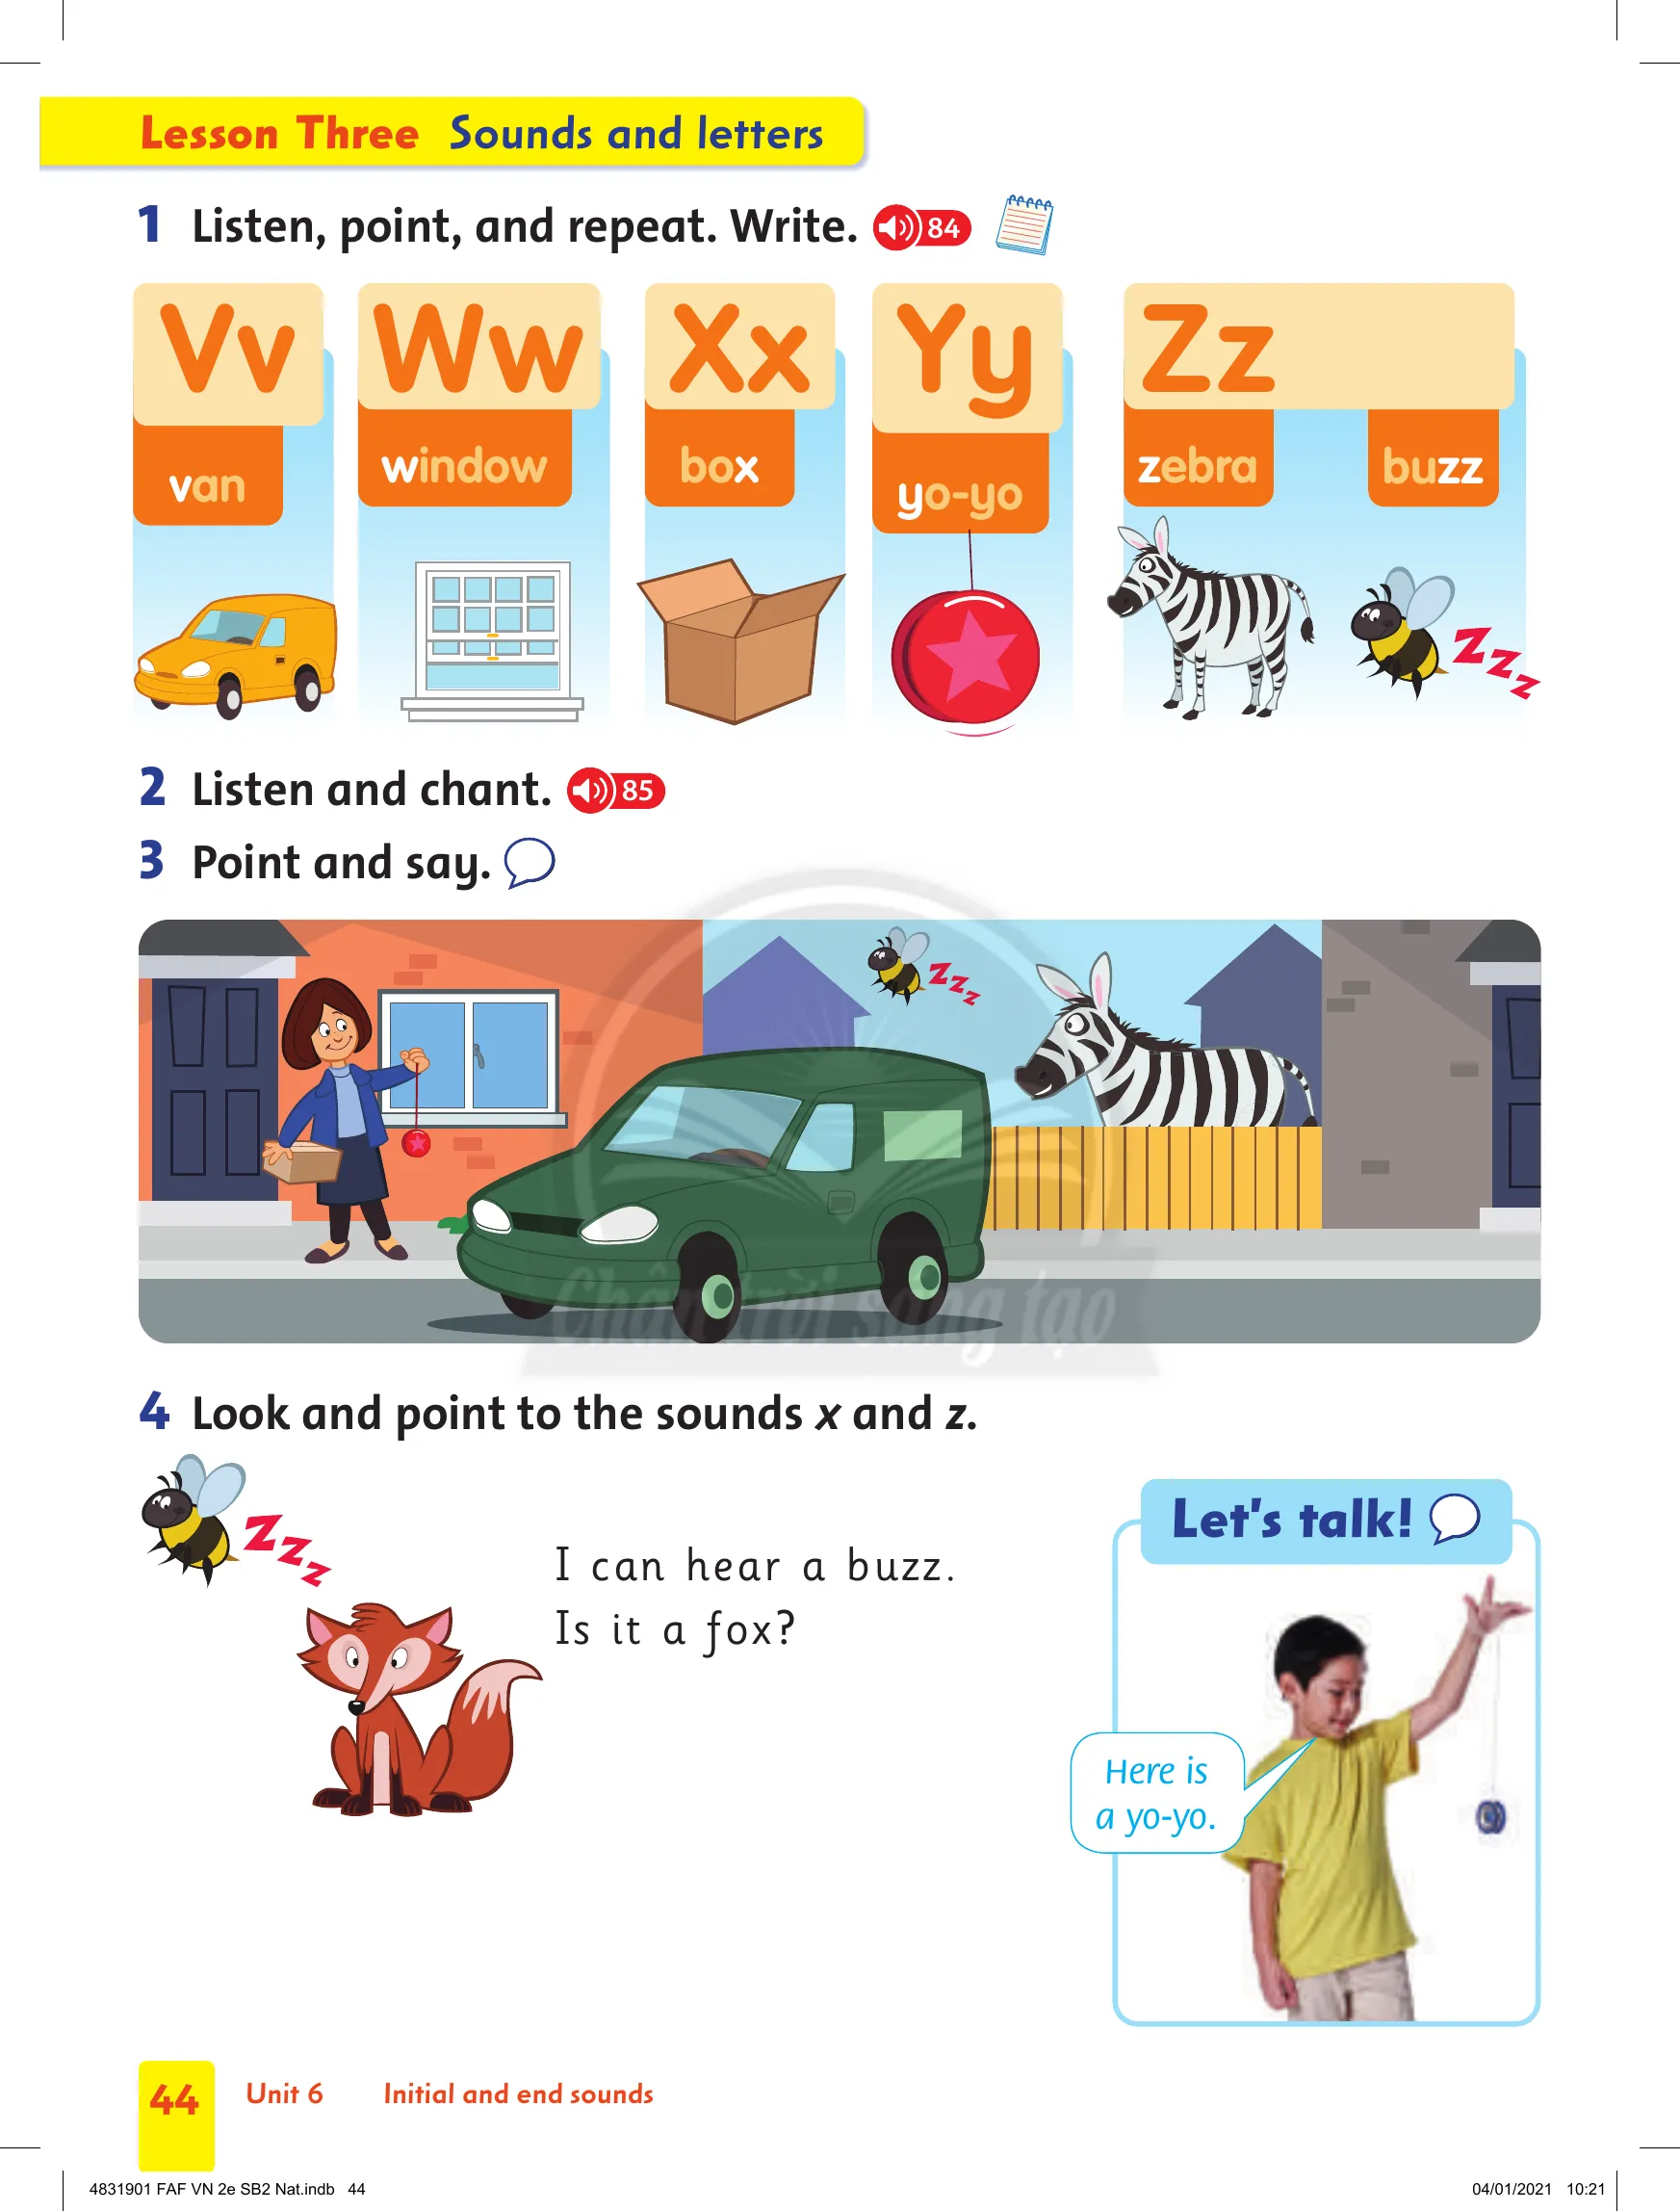 Lesson Three Sounds and letters
1 Listen, point, and repeat. Write. 84
Vv
Ww
Xx
Yy
Zz
van
window
box
yo-yo
zebra
buzz
z z z
2 Listen and chant. 85
3 Point and say.
z z z
Chân trời sáng tạo
4 Look and point to the sounds x and z.
z z z
I can hear a buzz.
Is it a fox?
Let's talk!
Here is
a yo-yo.
44 Unit 6 Initial and end sounds
4831901 FAF VN 2e SB2 Nat.indb 44
04/01/2021 10:21